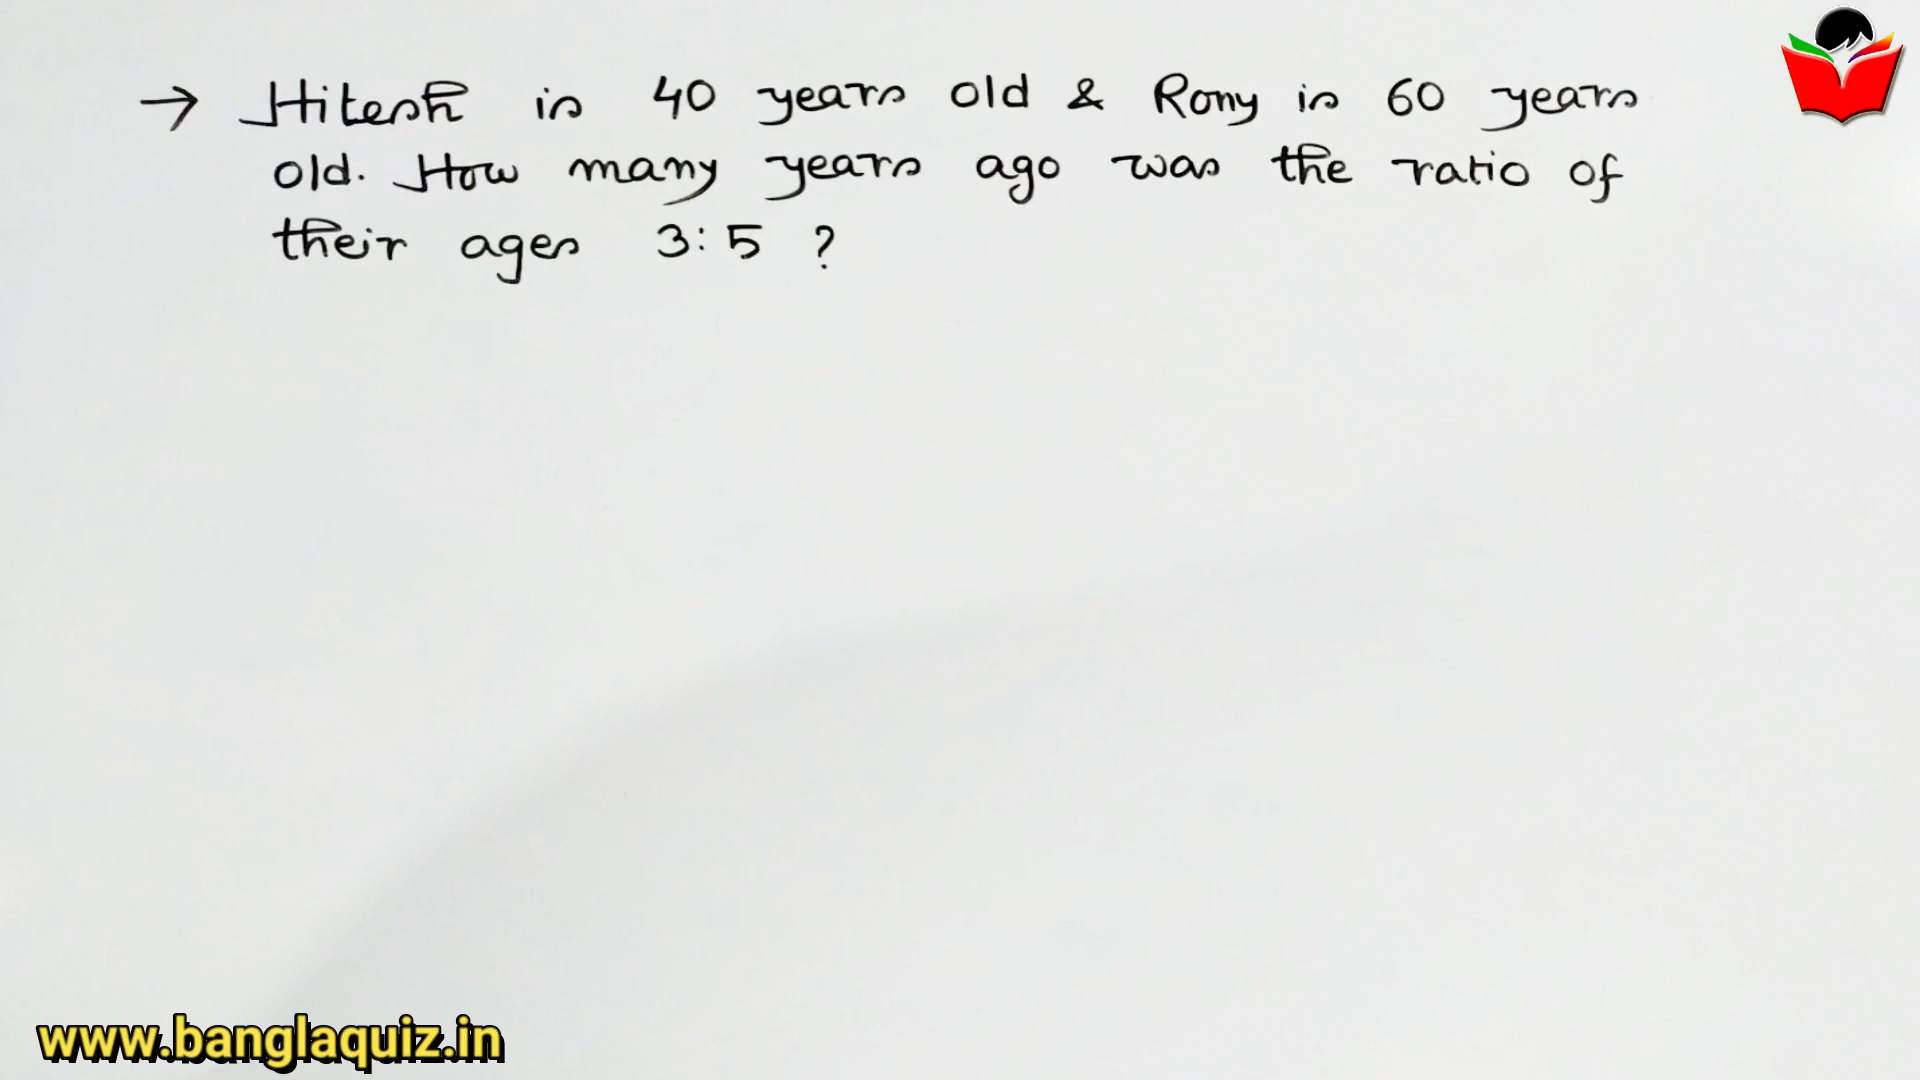 → Hitesh is 40 years old & Rony is 60 years
old. How many years ago was the ratio of
their ages 3:5 ?
www.banglaquiz.in